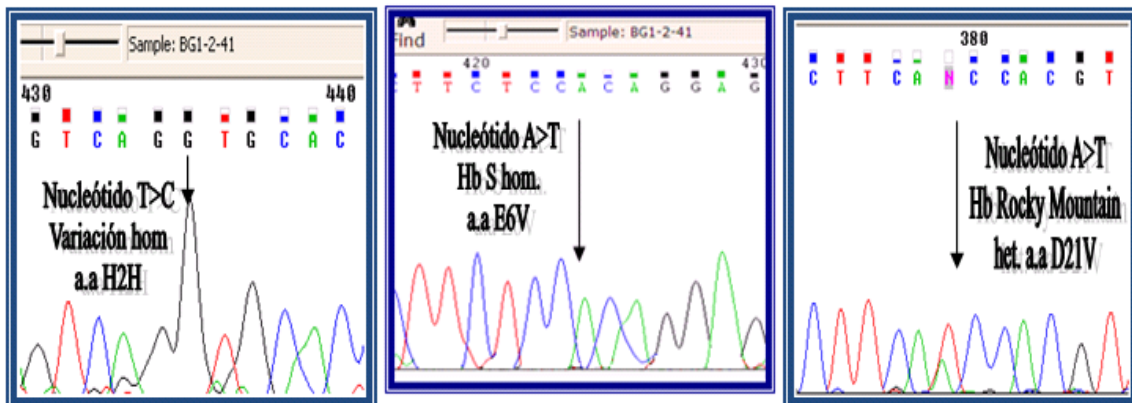 Sample: BG1-2-41
430 440
G T C A G G T G C A C
Nucleótido T>C
Variación hom
a.a H2H
Find Sample: BG1-2-41
420 430
C T T C T C C A C A G G A G
Nucleótido A>T
Hb S hom.
a.a E6V
380
C T T C A N C C A C G T
Nucleótido A>T
Hb Rocky Mountain
het. a.a D21V